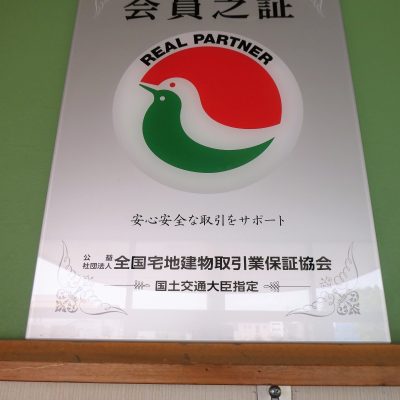 会員之証
REAL PARTNER
安心安全な取引をサポート
公益
社団法人 全国宅地建物取引業保証協会
国土交通大臣指定